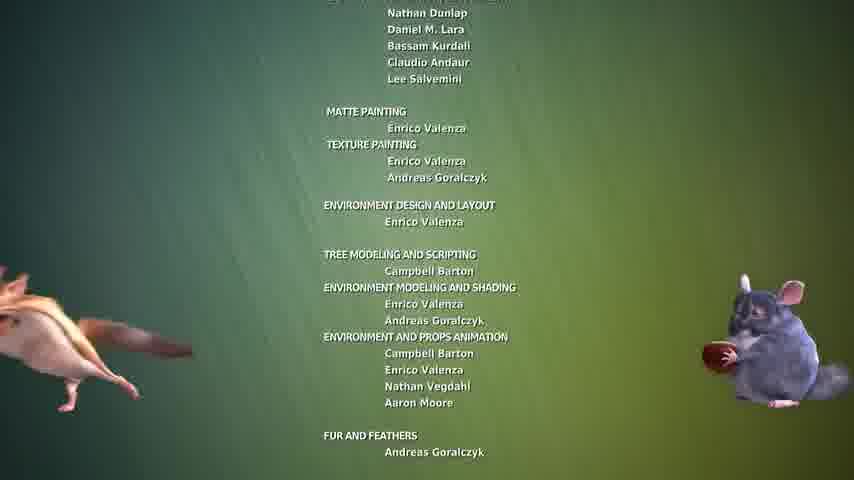 Nathan Dunlap
Daniel M. Lara
Bassam Kurdali
Claudio Andaur
Lee Salvemini
MATTE PAINTING
Enrico Valenza
TEXTURE PAINTING
Enrico Valenza
Andreas Goralczyk
ENVIRONMENT DESIGN AND LAYOUT
Enrico Valenza
TREE MODELING AND SCRIPTING
Campbell Barton
ENVIRONMENT MODELING AND SHADING
Enrico Valenza
Andreas Goralczyk
ENVIRONMENT AND PROPS ANIMATION
Campbell Barton
Enrico Valenza
Nathan Vegdahl
Aaron Moore
FUR AND FEATHERS
Andreas Goralczyk